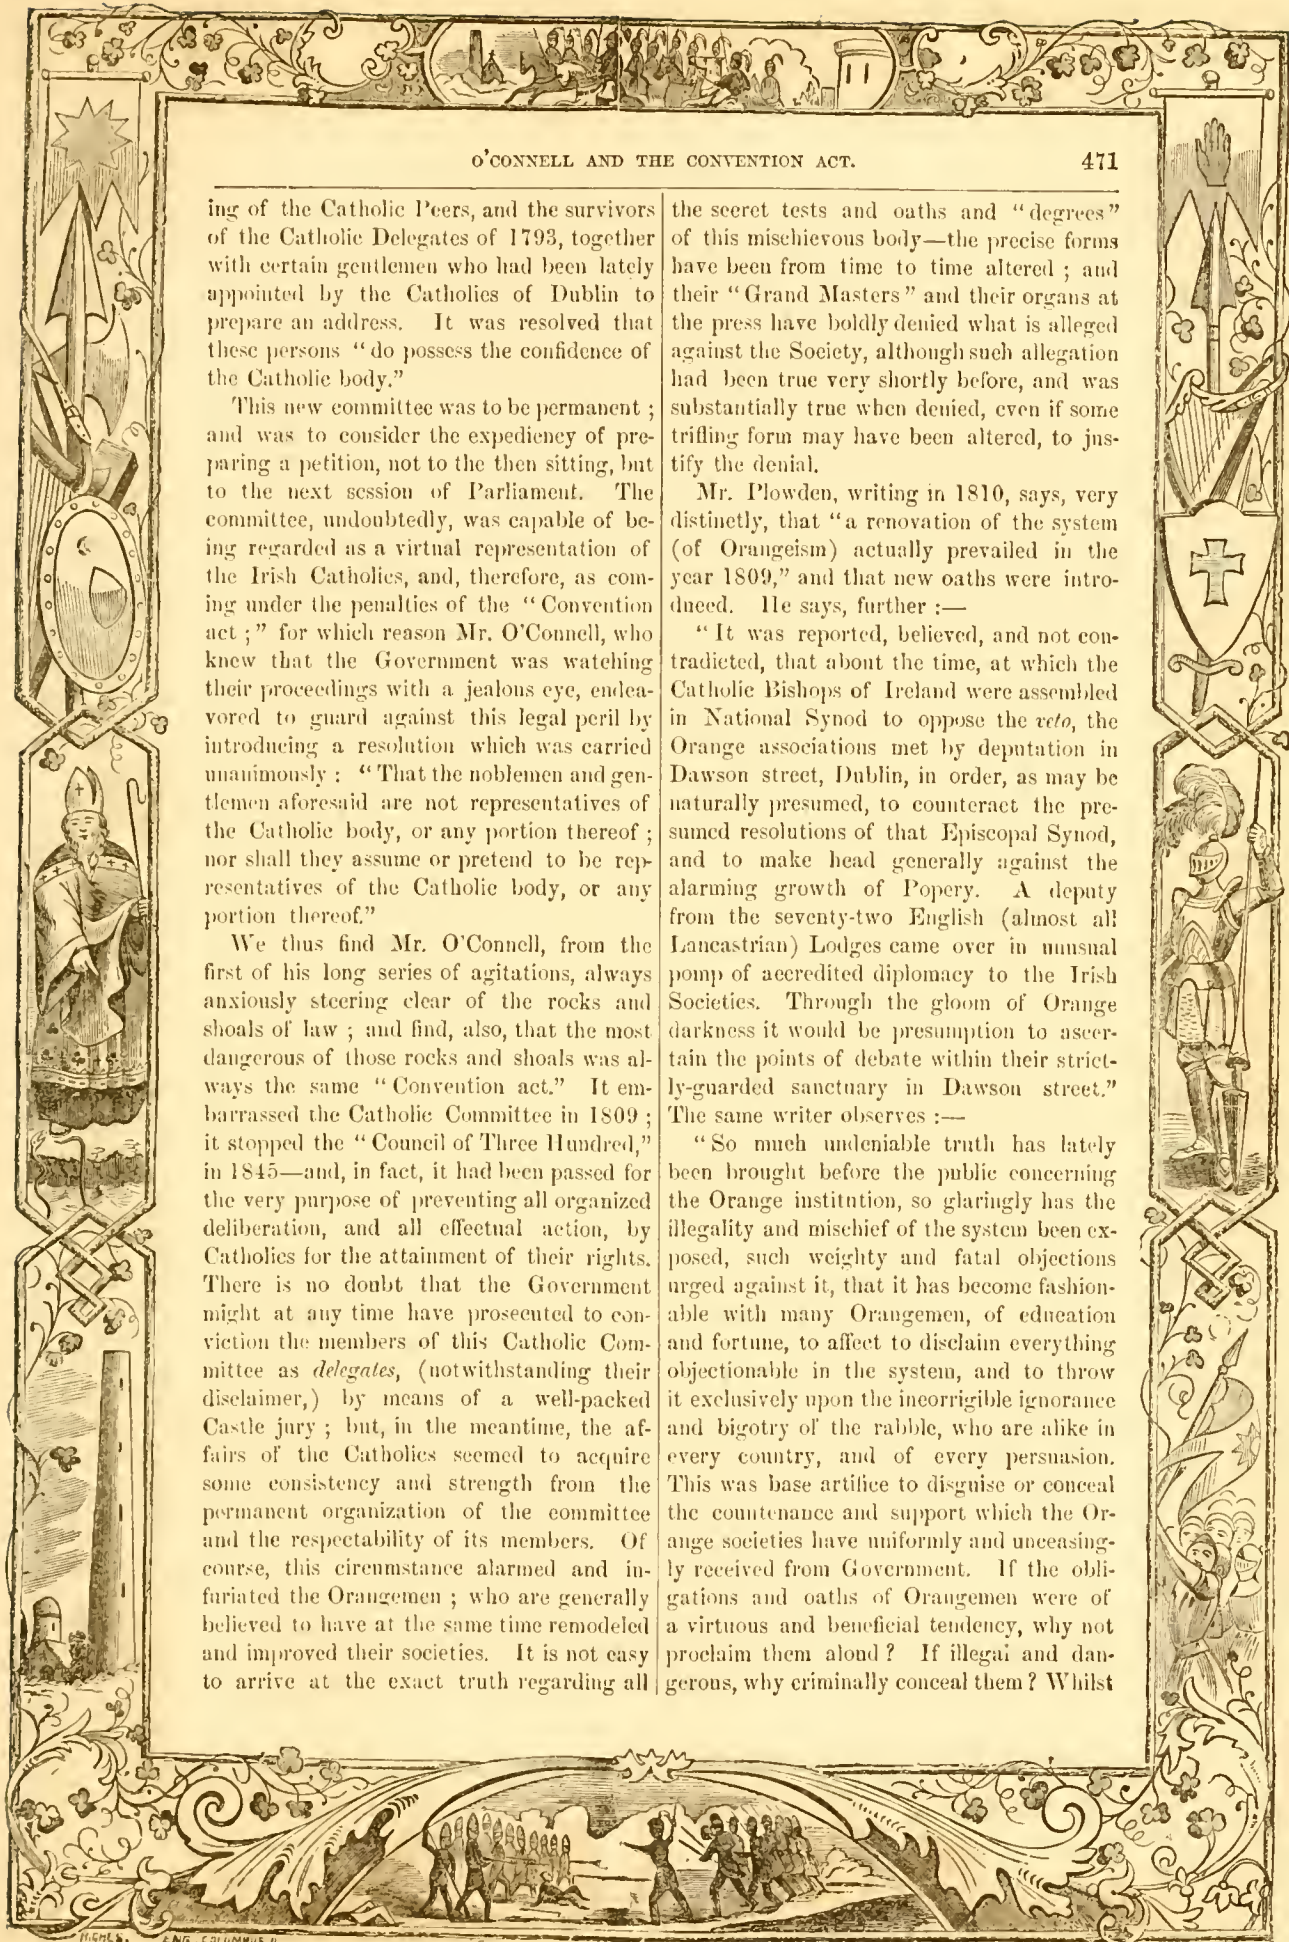 O'CONNELL AND THE CONVENTION ACT. 471
ing of the Catholic Peers, and the survivors
of the Catholic Delegates of 1793, together
with certain gentlemen who had been lately
appointed by the Catholics of Dublin to
prepare an address. It was resolved that
these persons "do possess the confidence of
the Catholic body."
This new committee was to be permanent ;
and was to consider the expediency of pre-
paring a petition, not to the then sitting, but
to the next session of Parliament. The
committee, undoubtedly, was capable of be-
ing regarded as a virtual representation of
the Irish Catholics, and, therefore, as com-
ing under the penalties of the "Convention
act ;" for which reason Mr. O'Connell, who
knew that the Government was watching
their proceedings with a jealous eye, endea-
vored to guard against this legal peril by
introducing a resolution which was carried
unanimously : "That the noblemen and gen-
tlemen aforesaid are not representatives of
the Catholic body, or any portion thereof ;
nor shall they assume or pretend to be rep-
resentatives of the Catholic body, or any
portion thereof."
We thus find Mr. O'Connell, from the
first of his long series of agitations, always
anxiously steering clear of the rocks and
shoals of law ; and find, also, that the most
dangerous of those rocks and shoals was al-
ways the same "Convention act." It em-
barrassed the Catholic Committee in 1809 ;
it stopped the "Council of Three Hundred,"
in 1845—and, in fact, it had been passed for
the very purpose of preventing all organized
deliberation, and all effectual action, by
Catholics for the attainment of their rights.
There is no doubt that the Government
might at any time have prosecuted to con-
viction the members of this Catholic Com-
mittee as delegates, (notwithstanding their
disclaimer,) by means of a well-packed
Castle jury ; but, in the meantime, the af-
fairs of the Catholics seemed to acquire
some consistency and strength from the
permanent organization of the committee
and the respectability of its members. Of
course, this circumstance alarmed and in-
furiated the Orangemen ; who are generally
believed to have at the same time remodeled
and improved their societies. It is not easy
to arrive at the exact truth regarding all
the secret tests and oaths and "degrees"
of this mischievous body—the precise forms
have been from time to time altered ; and
their "Grand Masters" and their organs at
the press have boldly denied what is alleged
against the Society, although such allegation
had been true very shortly before, and was
substantially true when denied, even if some
trifling form may have been altered, to jus-
tify the denial.
Mr. Plowden, writing in 1810, says, very
distinctly, that "a renovation of the system
(of Orangeism) actually prevailed in the
year 1809," and that new oaths were intro-
duced. He says, further :—
"It was reported, believed, and not con-
tradicted, that about the time, at which the
Catholic Bishops of Ireland were assembled
in National Synod to oppose the veto, the
Orange associations met by deputation in
Dawson street, Dublin, in order, as may be
naturally presumed, to counteract the pre-
sumed resolutions of that Episcopal Synod,
and to make head generally against the
alarming growth of Popery. A deputy
from the seventy-two English (almost all
Lancastrian) Lodges came over in unusual
pomp of accredited diplomacy to the Irish
Societies. Through the gloom of Orange
darkness it would be presumption to ascer-
tain the points of debate within their strict-
ly-guarded sanctuary in Dawson street."
The same writer observes :—
"So much undeniable truth has lately
been brought before the public concerning
the Orange institution, so glaringly has the
illegality and mischief of the system been ex-
posed, such weighty and fatal objections
urged against it, that it has become fashion-
able with many Orangemen, of education
and fortune, to affect to disclaim everything
objectionable in the system, and to throw
it exclusively upon the incorrigible ignorance
and bigotry of the rabble, who are alike in
every country, and of every persuasion.
This was base artifice to disguise or conceal
the countenance and support which the Or-
ange societies have uniformly and unceasing-
ly received from Government. If the obli-
gations and oaths of Orangemen were of
a virtuous and beneficial tendency, why not
proclaim them aloud ? If illegal and dan-
gerous, why criminally conceal them ? Whilst
ENG. COLUMBUS